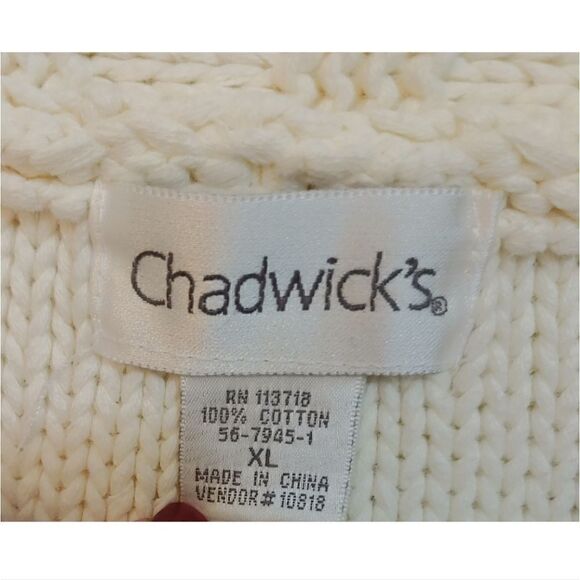 Chadwick's®
RN 113718
100% COTTON
56-7945-1
XL
MADE IN CHINA
VENDOR# 10818